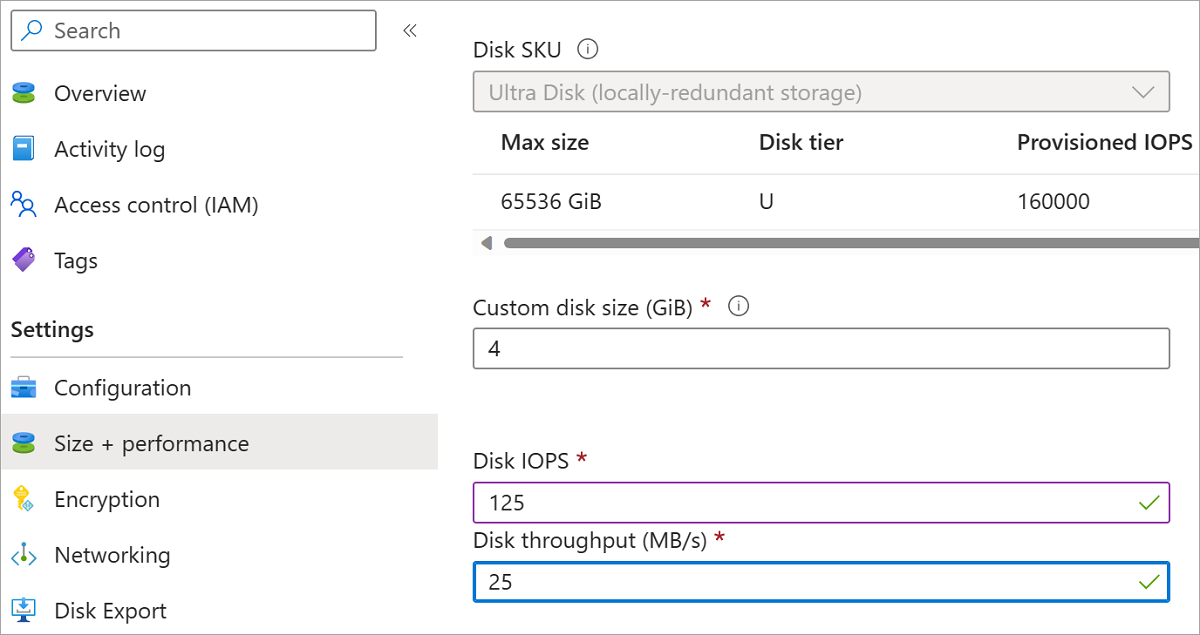 Search
Overview
Activity log
Access control (IAM)
Tags
Settings
Configuration
Size + performance
Encryption
Networking
Disk Export
Disk SKU
Ultra Disk (locally-redundant storage)
Max size Disk tier Provisioned IOPS
65536 GiB U 160000
Custom disk size (GiB) *
4
Disk IOPS *
125
Disk throughput (MB/s) *
25